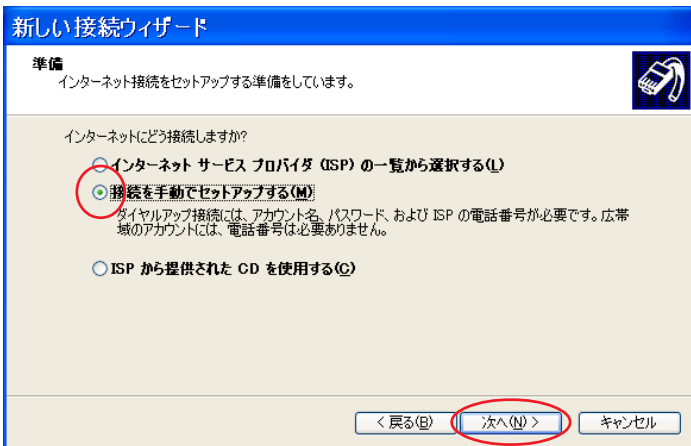 新しい接続ウィザード
準備
インターネット接続をセットアップする準備をしています。
インターネットにどう接続しますか?
インターネット サービス プロバイダ (ISP) の一覧から選択する(L)
接続を手動でセットアップする(M)
ダイヤルアップ接続には、アカウント名、パスワード、および ISP の電話番号が必要です。広帯
域のアカウントには、電話番号は必要ありません。
ISP から提供された CD を使用する(C)
< 戻る(B) 次へ(N) > キャンセル